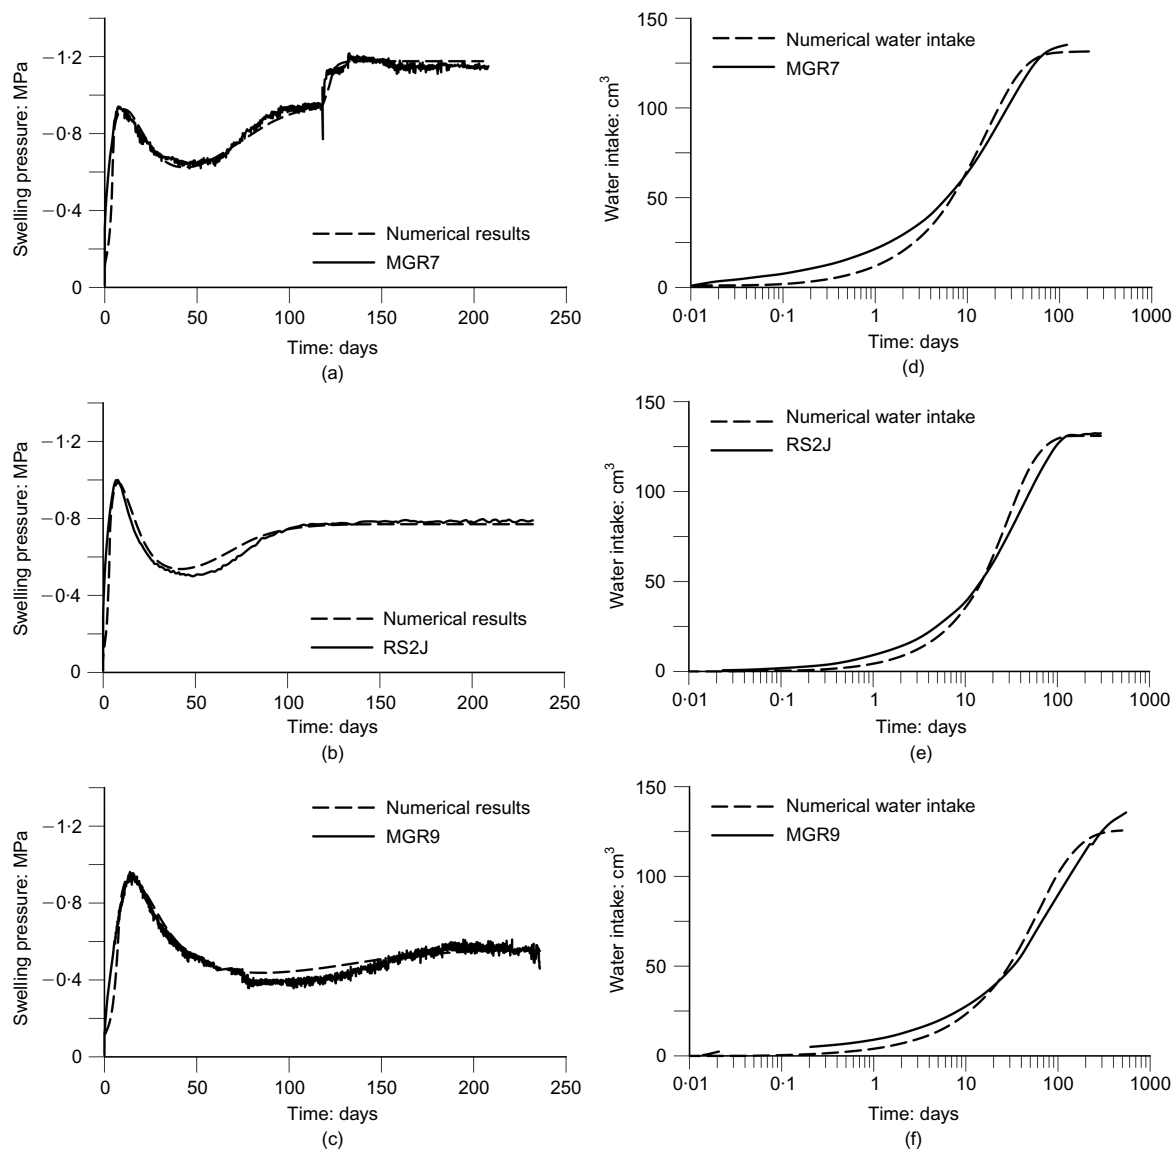 Swelling pressure: MPa
−1·2
−0·8
−0·4
0
Numerical results
MGR7
0 50 100 150 200 250
Time: days
(a)
Water intake: cm³
150
100
50
0
Numerical water intake
MGR7
0·01 0·1 1 10 100 1000
Time: days
(d)
Swelling pressure: MPa
−1·2
−0·8
−0·4
0
Numerical results
RS2J
0 50 100 150 200 250
Time: days
(b)
Water intake: cm³
150
100
50
0
Numerical water intake
RS2J
0·01 0·1 1 10 100 1000
Time: days
(e)
Swelling pressure: MPa
−1·2
−0·8
−0·4
0
Numerical results
MGR9
0 50 100 150 200 250
Time: days
(c)
Water intake: cm³
150
100
50
0
Numerical water intake
MGR9
0·01 0·1 1 10 100 1000
Time: days
(f)